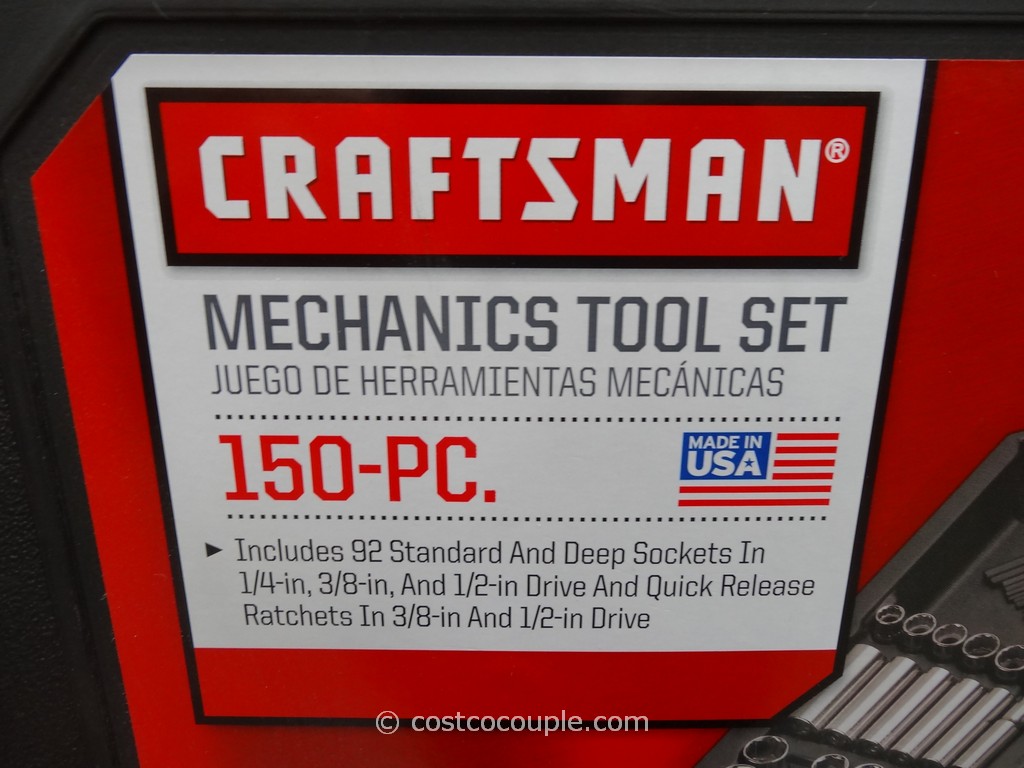 CRAFTSMAN®
MECHANICS TOOL SET
JUEGO DE HERRAMIENTAS MECÁNICAS
150-PC.
MADE IN
USA
▶ Includes 92 Standard And Deep Sockets In
1/4-in, 3/8-in, And 1/2-in Drive And Quick Release
Ratchets In 3/8-in And 1/2-in Drive
© costcocouple.com